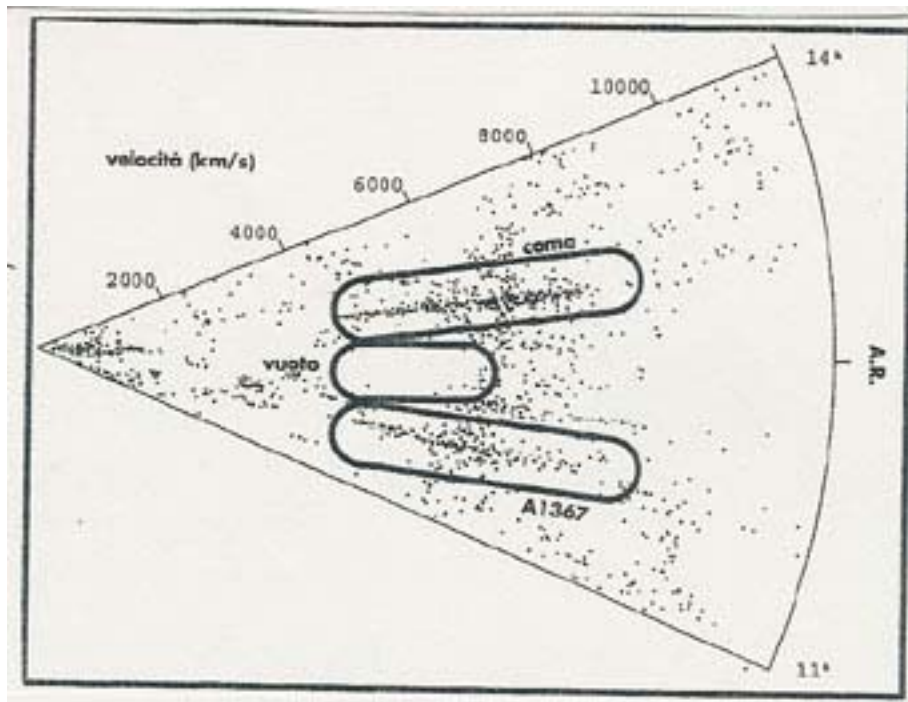 14ʰ
10000
8000
velocità (km/s)
6000
coma
4000
2000
vuoto
A.R.
A1367
11ʰ